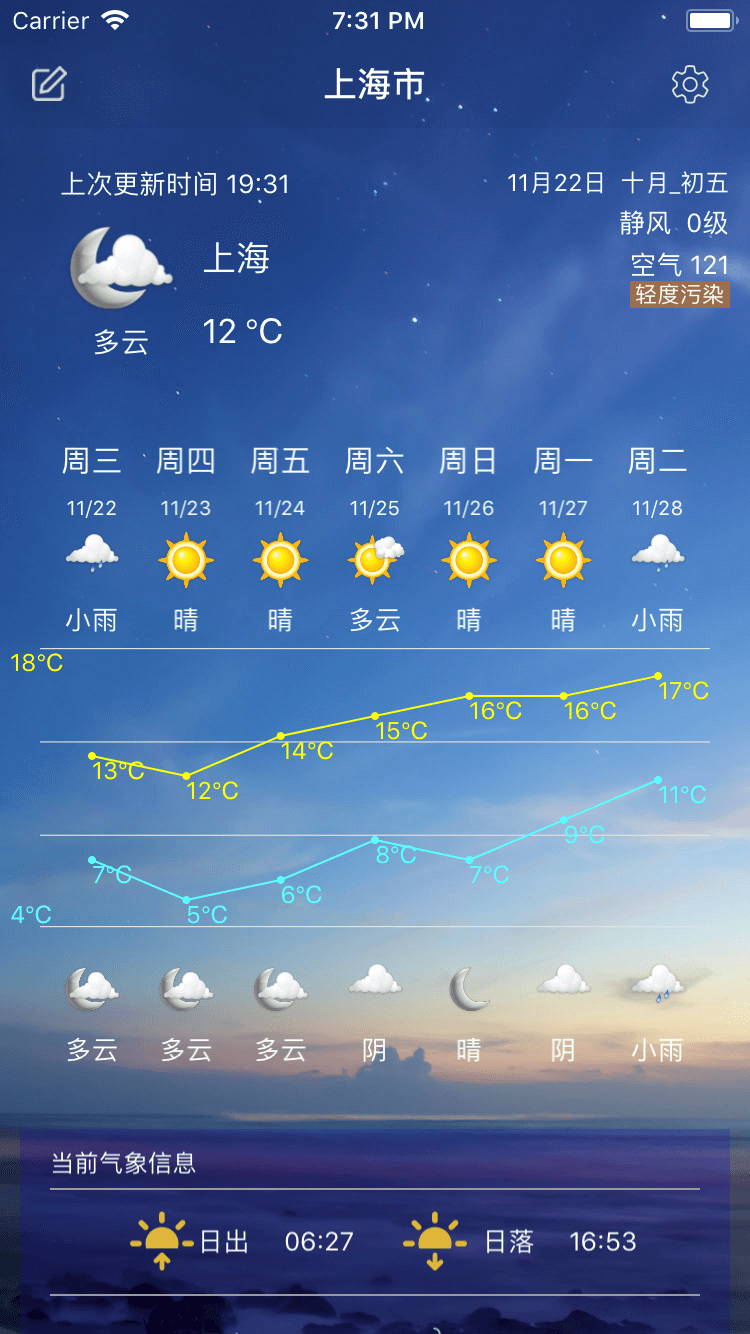 Carrier 7:31 PM
上海市
上次更新时间 19:31
11月22日 十月_初五
静风 0级
上海
空气 121
轻度污染
多云
12 °C
周三 周四 周五 周六 周日 周一 周二
11/22 11/23 11/24 11/25 11/26 11/27 11/28
小雨 晴 晴 多云 晴 晴 小雨
18°C
13°C 12°C 14°C 15°C 16°C 16°C 17°C
7°C 5°C 6°C 8°C 7°C 9°C 11°C
4°C
多云 多云 多云 阴 晴 阴 小雨
当前气象信息
日出 06:27 日落 16:53